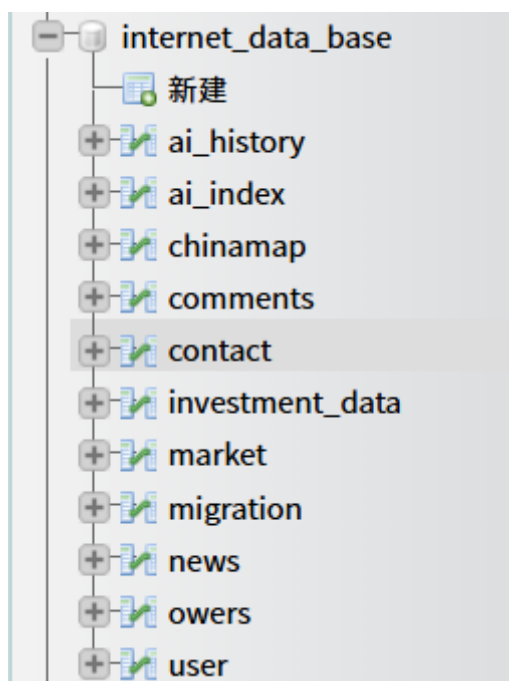 internet_data_base
新建
ai_history
ai_index
chinamap
comments
contact
investment_data
market
migration
news
owers
user